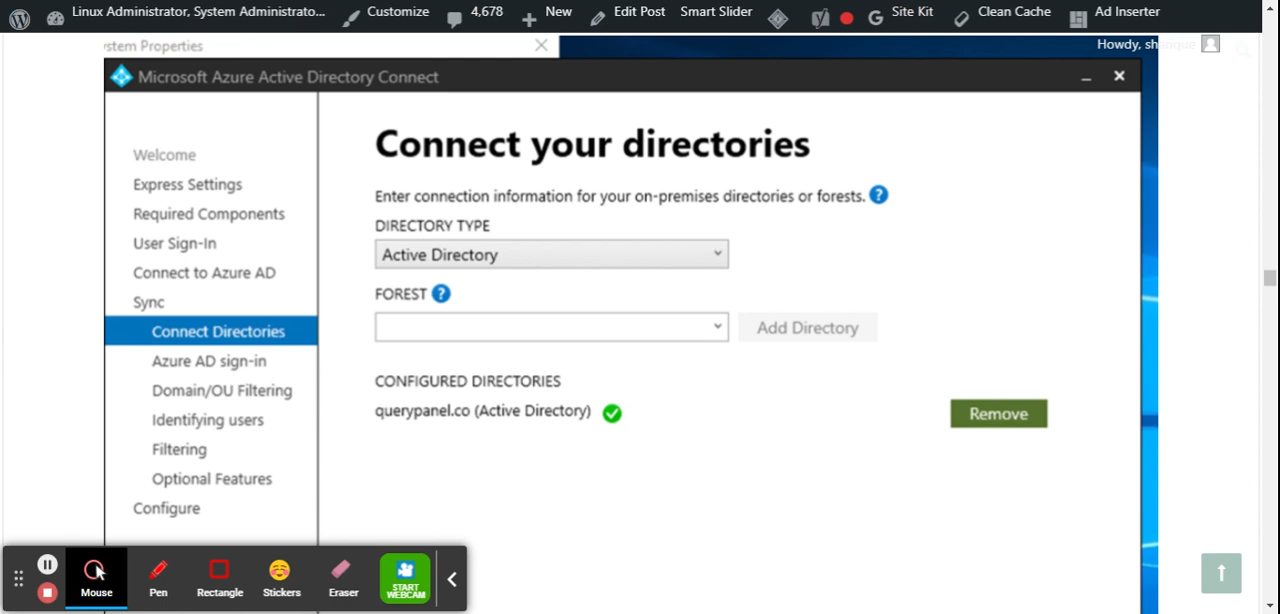 Linux Administrator, System Administrato...
Customize
4,678
New
Edit Post
Smart Slider
Site Kit
Clean Cache
Ad Inserter
ystem Properties
Howdy, sh
Microsoft Azure Active Directory Connect
Welcome
Express Settings
Required Components
User Sign-In
Connect to Azure AD
Sync
Connect Directories
Azure AD sign-in
Domain/OU Filtering
Identifying users
Filtering
Optional Features
Configure
Connect your directories
Enter connection information for your on-premises directories or forests. ?
DIRECTORY TYPE
Active Directory
FOREST ?
Add Directory
CONFIGURED DIRECTORIES
querypanel.co (Active Directory)
Remove
Mouse
Pen
Rectangle
Stickers
Eraser
START
WEBCAM